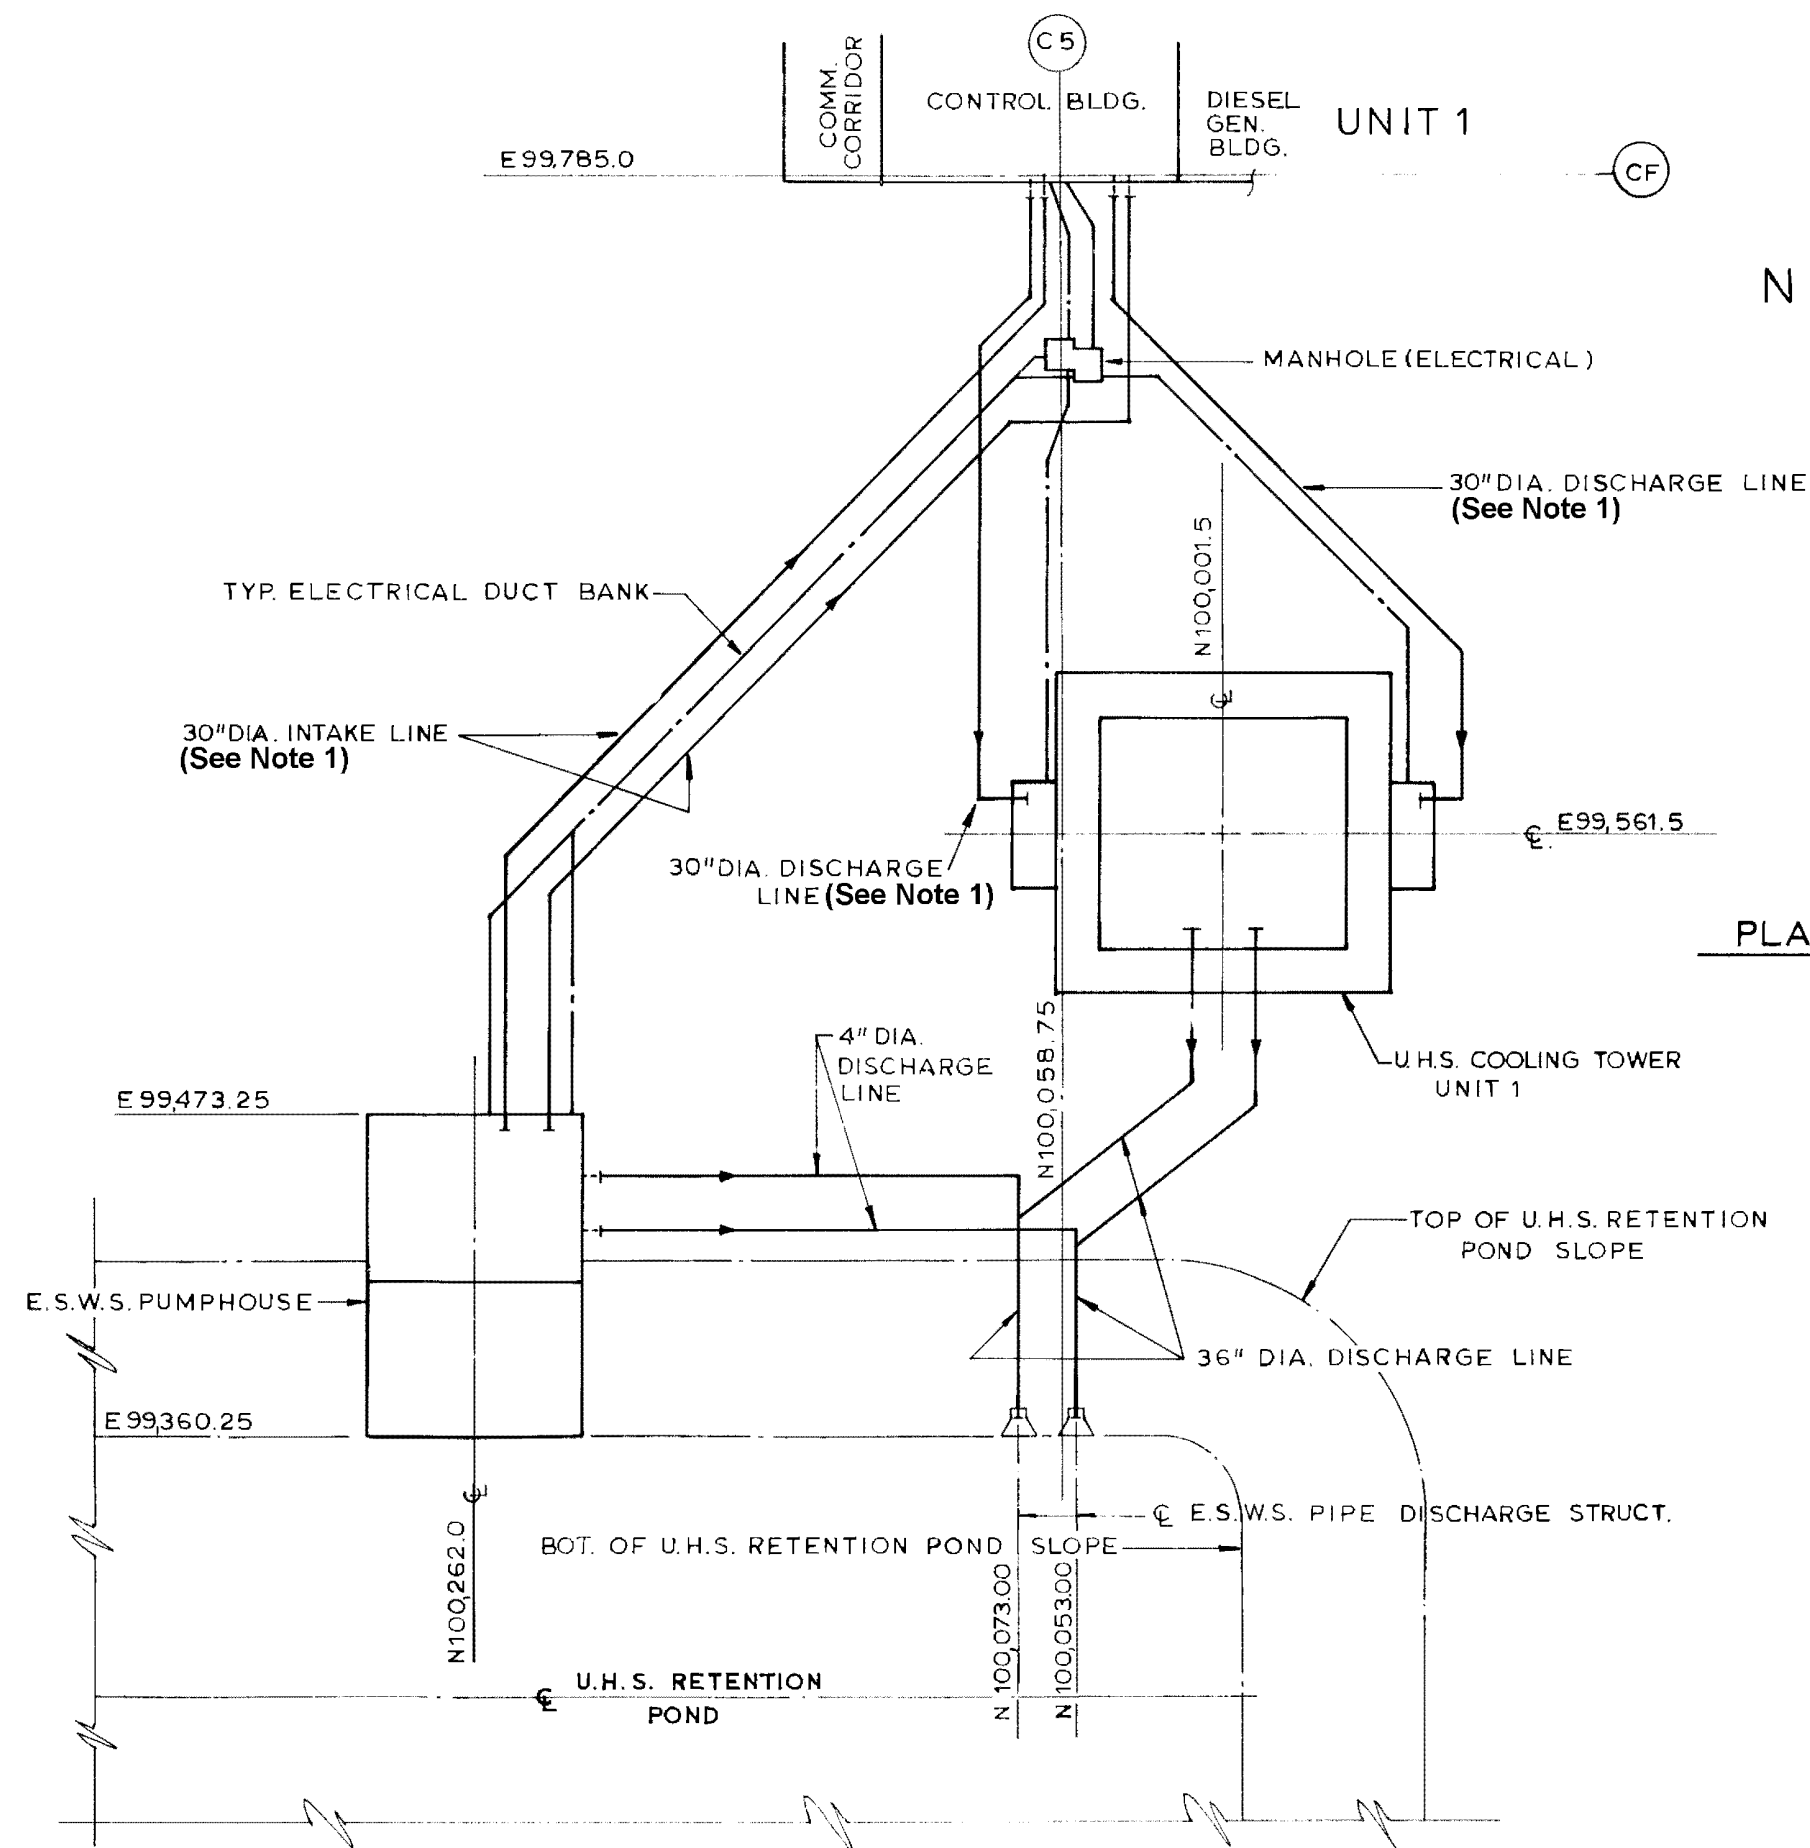 C5
COMM.
CORRIDOR
CONTROL BLDG.
DIESEL
GEN.
BLDG.
UNIT 1
E99,785.0
CF
N
MANHOLE (ELECTRICAL)
30" DIA. DISCHARGE LINE
(See Note 1)
N100,001.5
TYP. ELECTRICAL DUCT BANK
30" DIA. INTAKE LINE
(See Note 1)
℄ E99,561.5
30" DIA. DISCHARGE
LINE (See Note 1)
PLA
4" DIA.
DISCHARGE
LINE
N100,058.75
U.H.S. COOLING TOWER
UNIT 1
E99,473.25
TOP OF U.H.S. RETENTION
POND SLOPE
E.S.W.S. PUMPHOUSE
36" DIA. DISCHARGE LINE
E99,360.25
℄ E.S.W.S. PIPE DISCHARGE STRUCT.
BOT. OF U.H.S. RETENTION POND SLOPE
℄
N100,262.0
N 100,073.00
N 100,053.00
℄ U.H.S. RETENTION
POND
℄